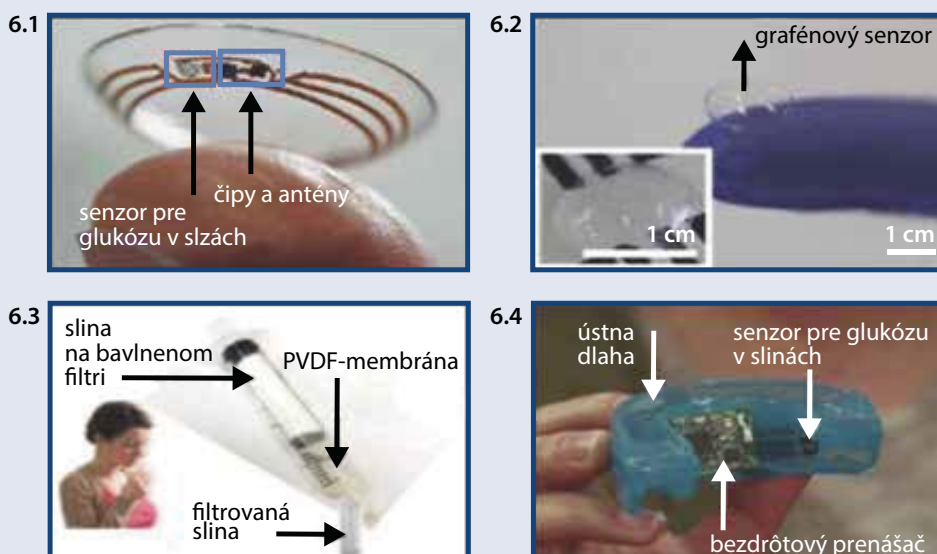 6.1
senzor pre
glukózu v slzách
čipy a antény
6.2
grafénový senzor
1 cm
1 cm
6.3
slina
na bavlnenom
filtri
PVDF-membrána
filtrovaná
slina
6.4
ústna
dlaha
senzor pre glukózu
v slinách
bezdrôtový prenášač